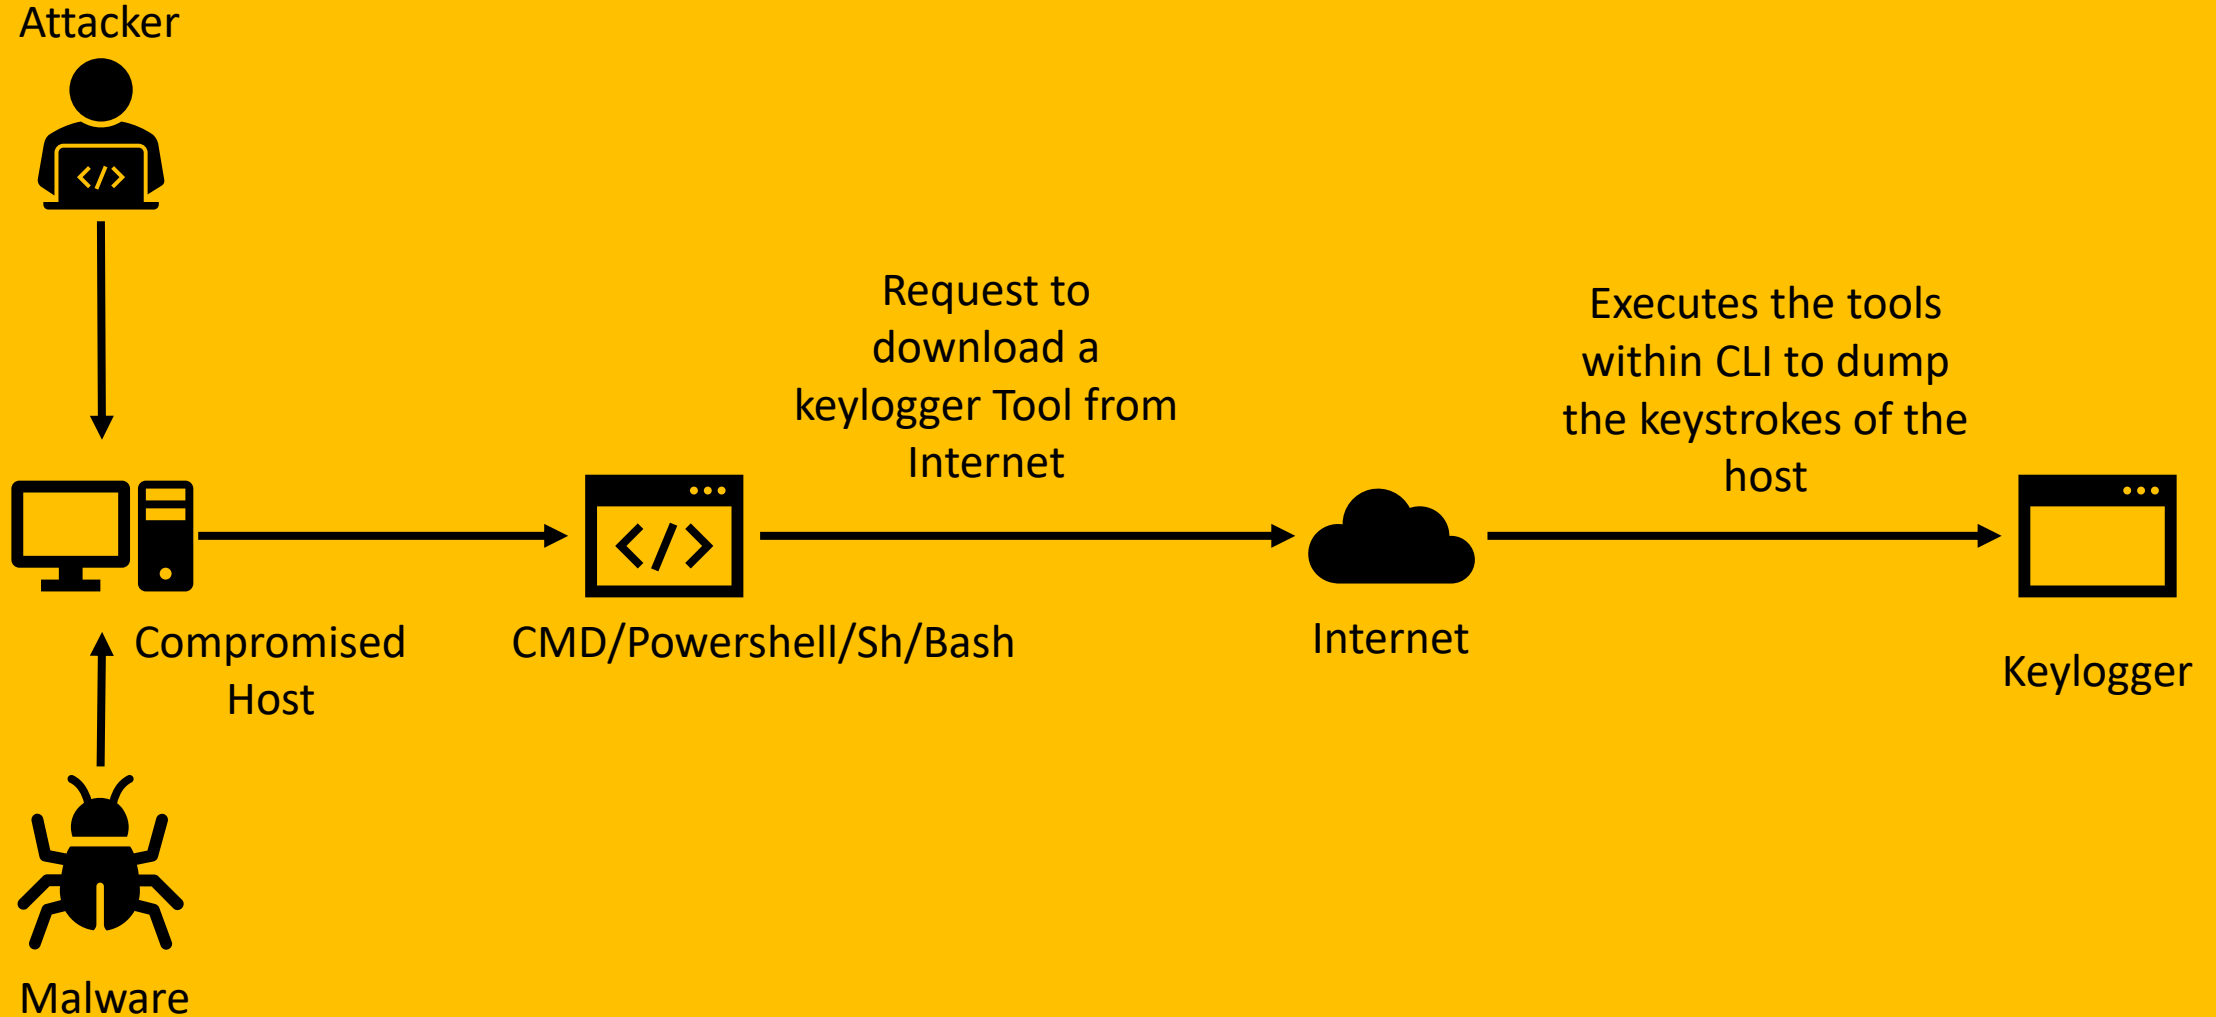 Attacker
Request to
download a
keylogger Tool from
Internet
Executes the tools
within CLI to dump
the keystrokes of the
host
</>
</>
Compromised
Host
CMD/Powershell/Sh/Bash
Internet
Keylogger
Malware